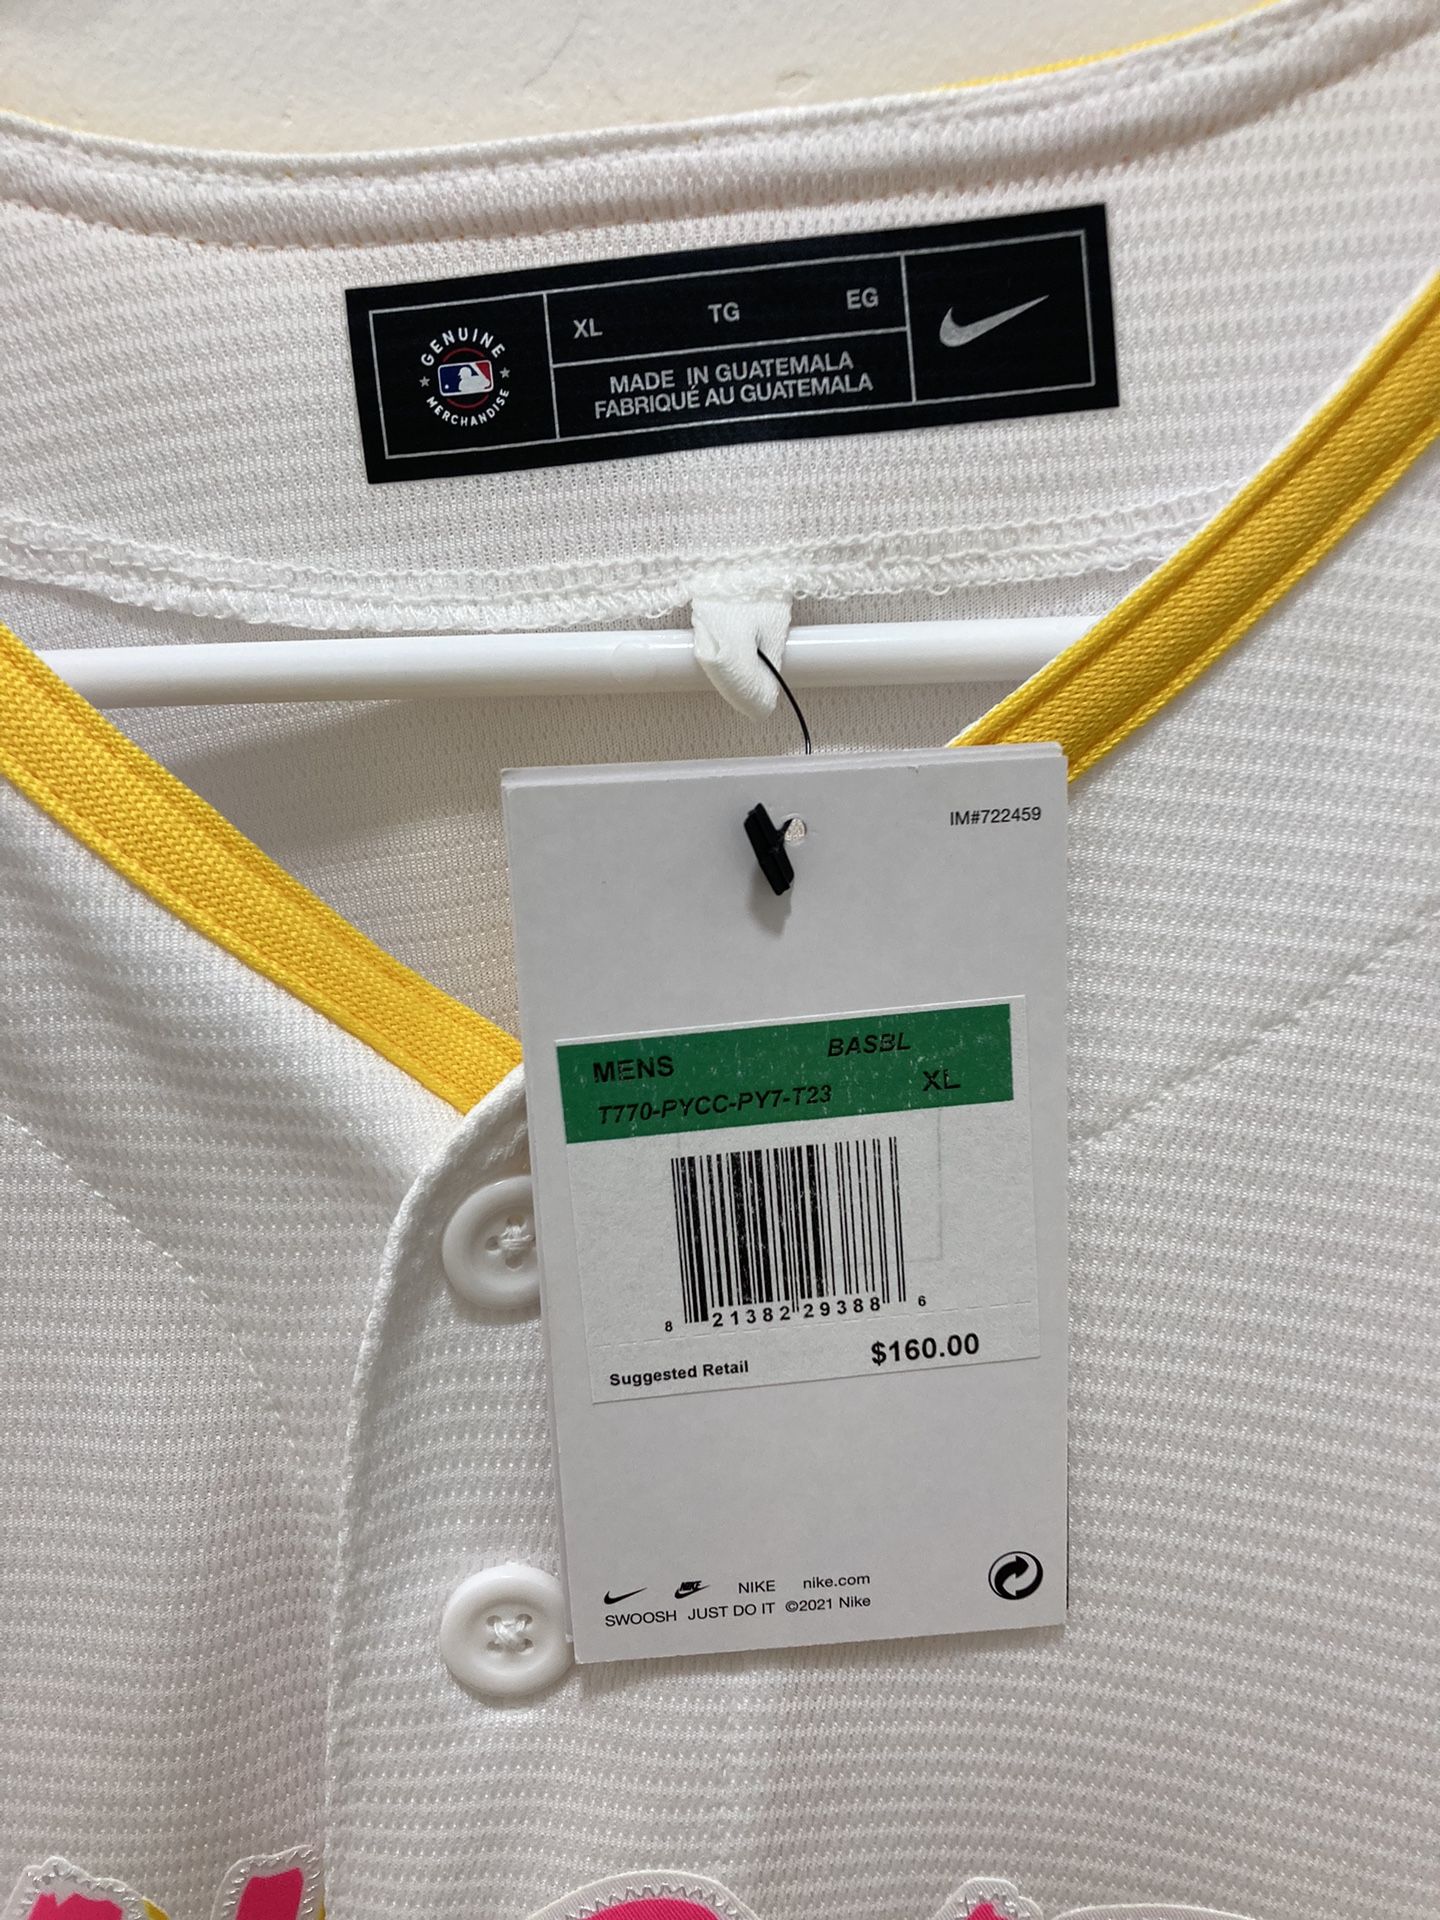 GENUINE
MERCHANDISE
XL TG EG
MADE IN GUATEMALA
FABRIQUÉ AU GUATEMALA
IM#722459
MENS BASBL
T770-PYCC-PY7-T23 XL
8 21382 29388 6
Suggested Retail $160.00
NIKE NIKE nike.com
SWOOSH JUST DO IT ©2021 Nike